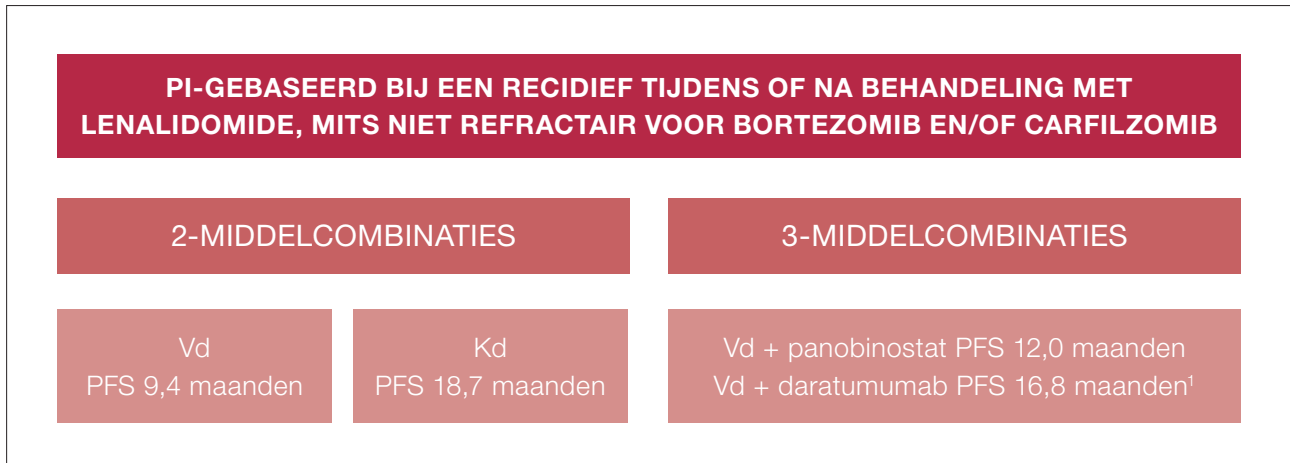 PI-GEBASEERD BIJ EEN RECIDIEF TIJDENS OF NA BEHANDELING MET
LENALIDOMIDE, MITS NIET REFRACTAIR VOOR BORTEZOMIB EN/OF CARFILZOMIB
2-MIDDELCOMBINATIES
3-MIDDELCOMBINATIES
Vd
PFS 9,4 maanden
Kd
PFS 18,7 maanden
Vd + panobinostat PFS 12,0 maanden
Vd + daratumumab PFS 16,8 maanden¹